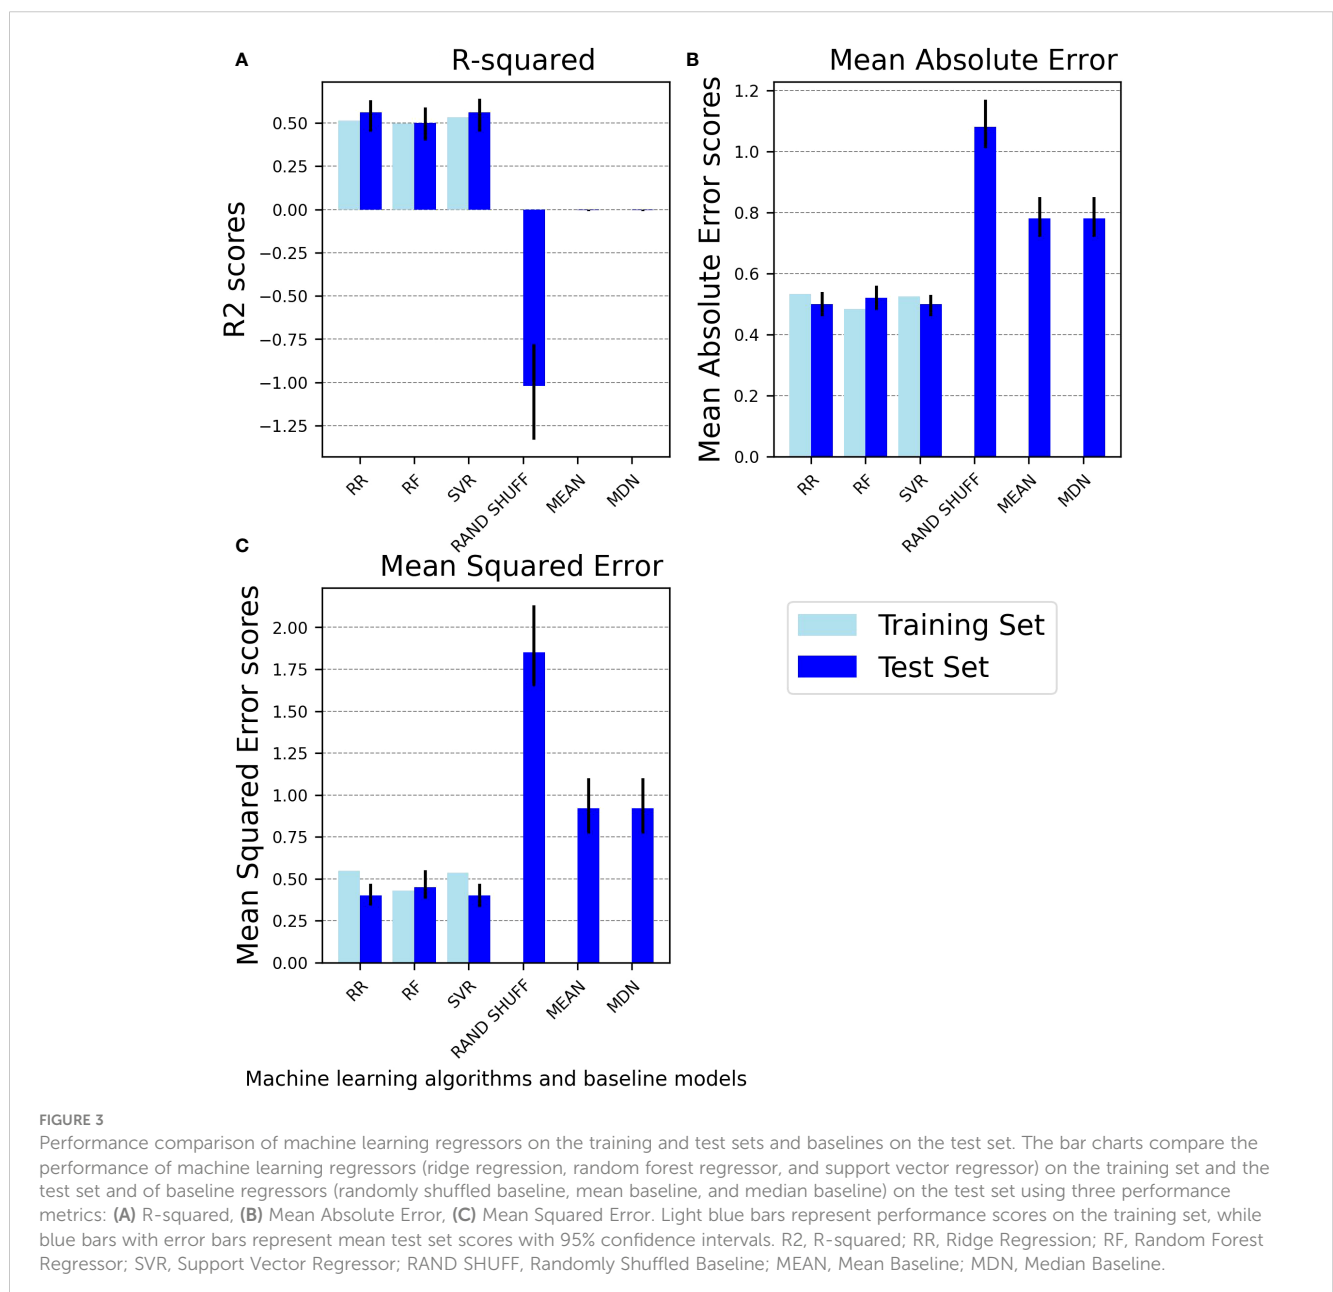 A
R-squared
R2 scores
0.50
0.25
0.00
−0.25
−0.50
−0.75
−1.00
−1.25
RR
RF
SVR
RAND SHUFF
MEAN
MDN
B
Mean Absolute Error
Mean Absolute Error scores
1.2
1.0
0.8
0.6
0.4
0.2
0.0
RR
RF
SVR
RAND SHUFF
MEAN
MDN
C
Mean Squared Error
Mean Squared Error scores
2.00
1.75
1.50
1.25
1.00
0.75
0.50
0.25
0.00
RR
RF
SVR
RAND SHUFF
MEAN
MDN
Training Set
Test Set
Machine learning algorithms and baseline models
FIGURE 3
Performance comparison of machine learning regressors on the training and test sets and baselines on the test set. The bar charts compare the
performance of machine learning regressors (ridge regression, random forest regressor, and support vector regressor) on the training set and the
test set and of baseline regressors (randomly shuffled baseline, mean baseline, and median baseline) on the test set using three performance
metrics: (A) R-squared, (B) Mean Absolute Error, (C) Mean Squared Error. Light blue bars represent performance scores on the training set, while
blue bars with error bars represent mean test set scores with 95% confidence intervals. R2, R-squared; RR, Ridge Regression; RF, Random Forest
Regressor; SVR, Support Vector Regressor; RAND SHUFF, Randomly Shuffled Baseline; MEAN, Mean Baseline; MDN, Median Baseline.